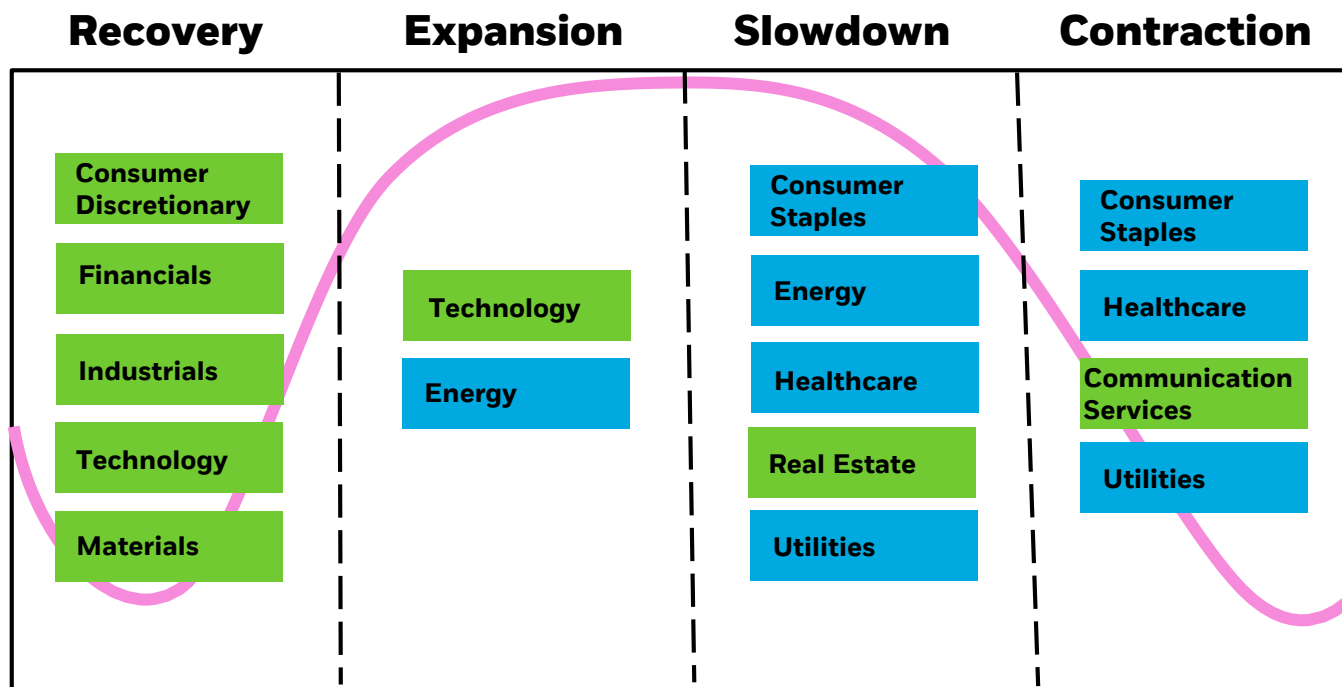 Recovery
Expansion
Slowdown
Contraction
Consumer
Discretionary
Financials
Industrials
Technology
Materials
Technology
Energy
Consumer
Staples
Energy
Healthcare
Real Estate
Utilities
Consumer
Staples
Healthcare
Communication
Services
Utilities